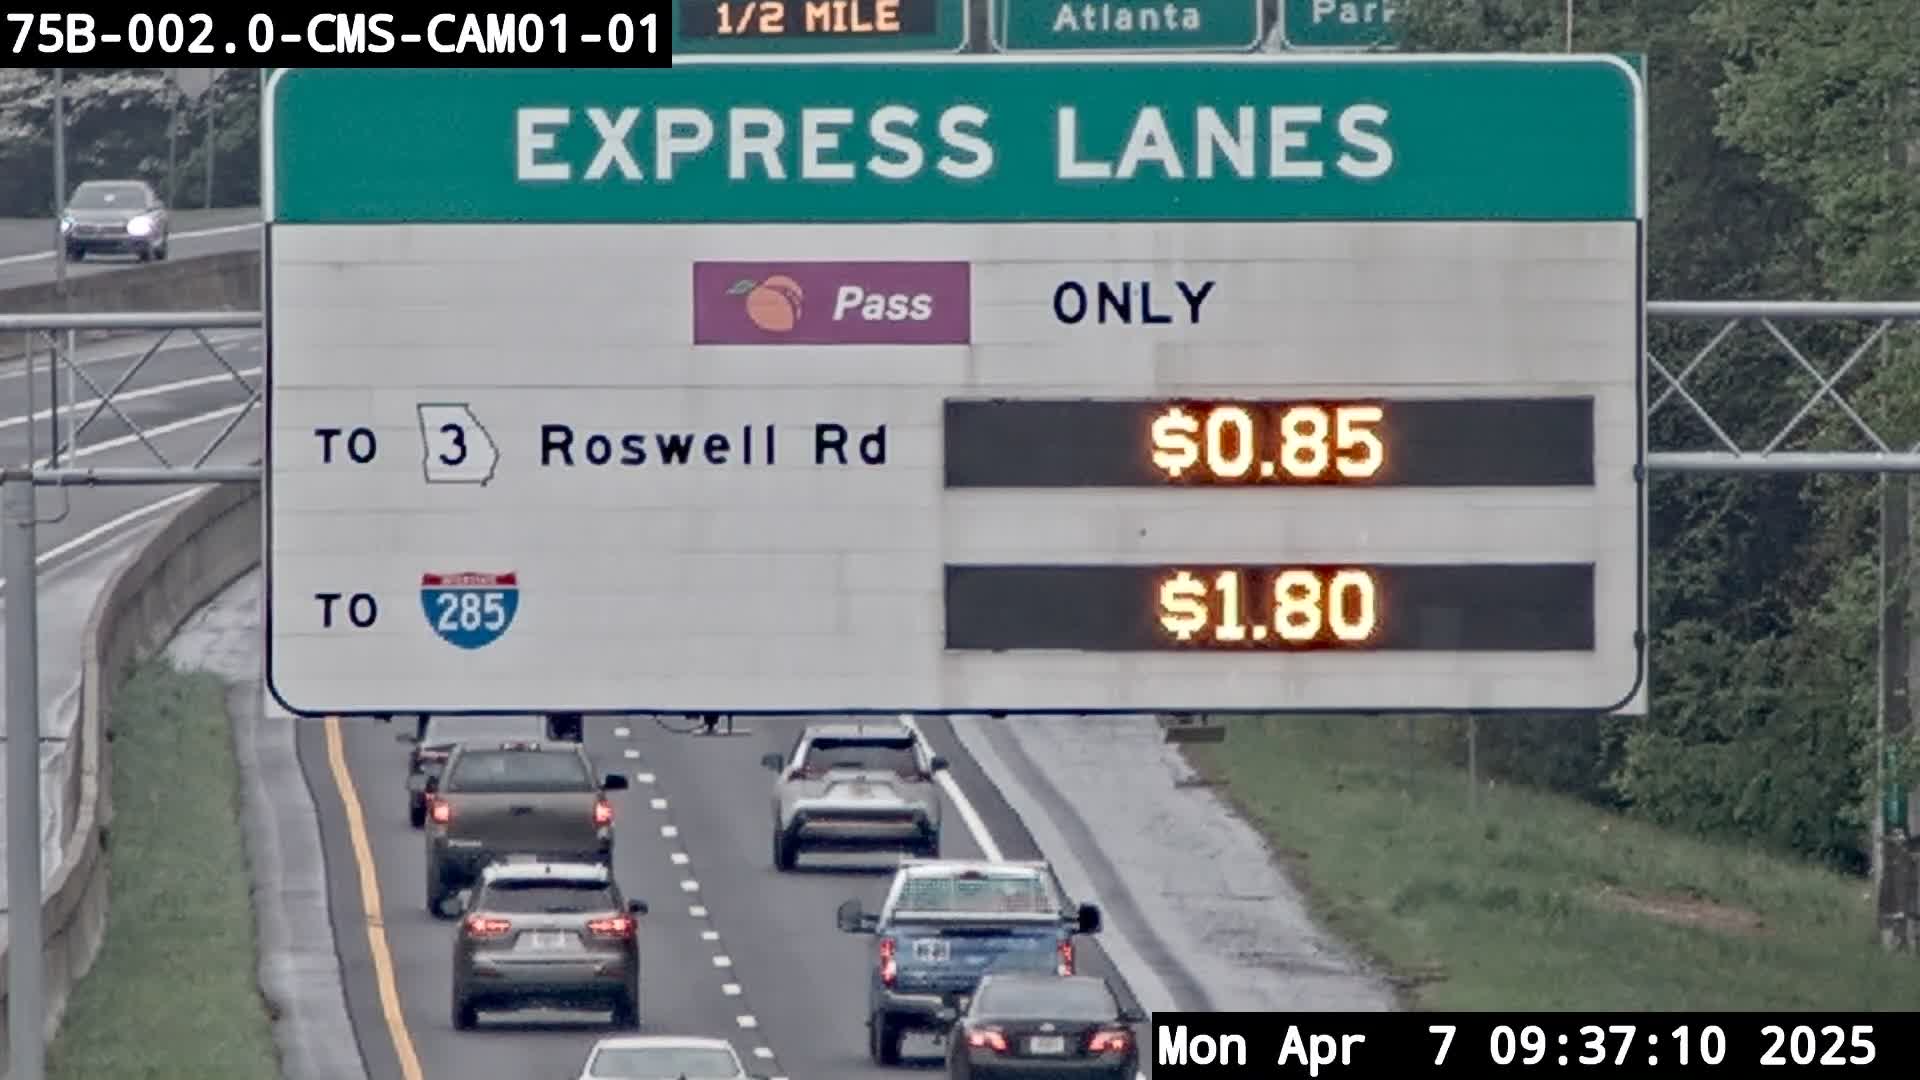 75B-002.0-CMS-CAM01-01
1/2 MILE
Atlanta
EXPRESS LANES
Pass ONLY
TO 3 Roswell Rd $0.85
TO INTERSTATE 285 $1.80
Mon Apr 7 09:37:10 2025